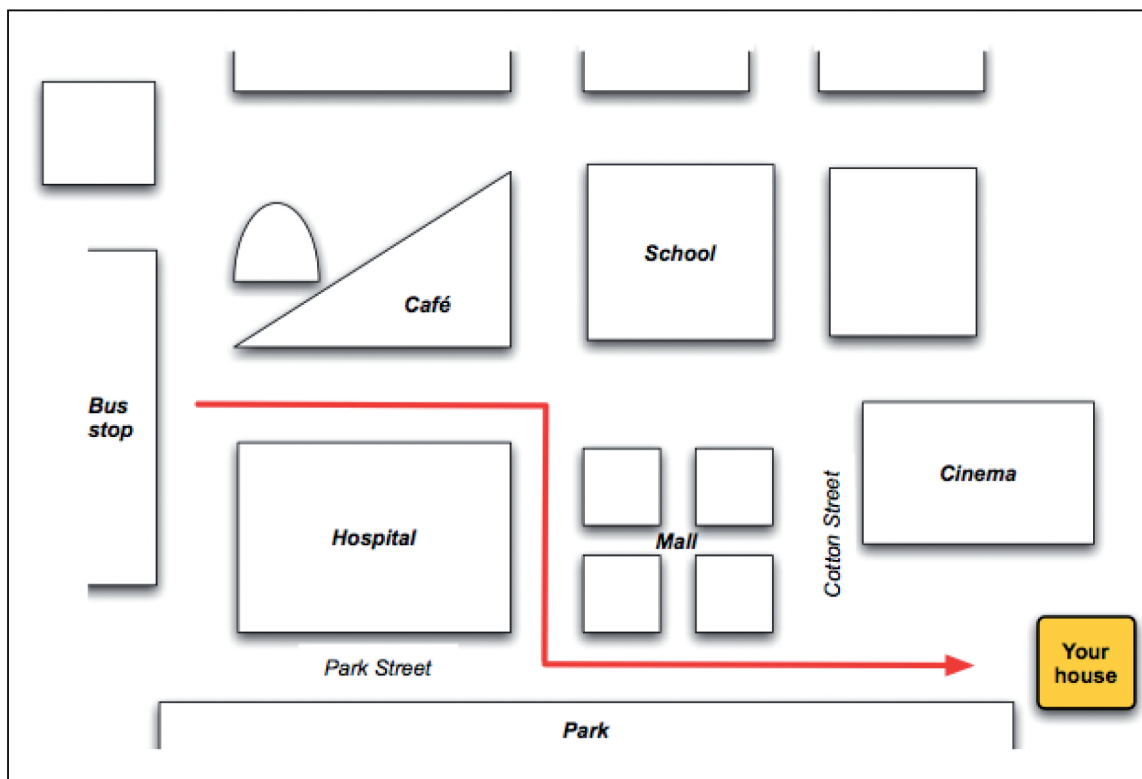 School
Café
Bus
stop
Cinema
Hospital
Mall
Cotton Street
Park Street
Your
house
Park